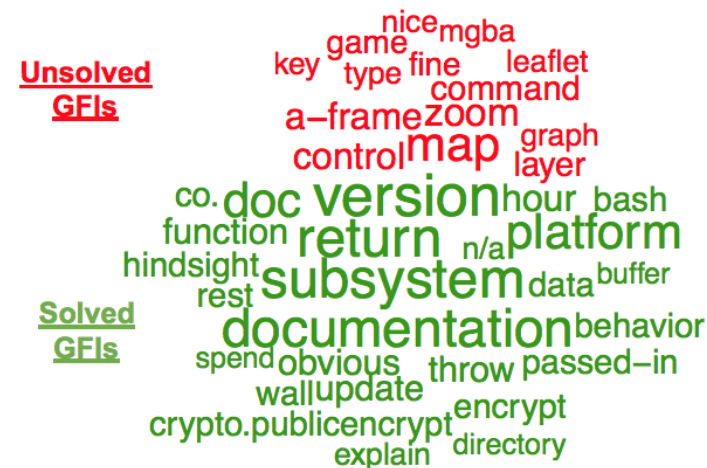 nice mgba
game
key type fine leaflet
Unsolved
GFIs
command
a-frame zoom
graph
control map
layer
co. doc version hour bash
function return n/a platform
hindsight subsystem data buffer
rest
Solved
GFIs
documentation behavior
spend obvious throw passed-in
wall update
crypto.publicencrypt encrypt
explain directory